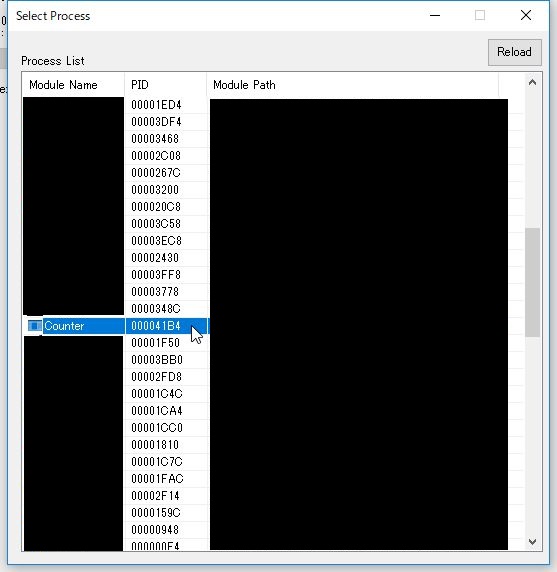 Select Process
Reload
Process List
Module Name PID Module Path
00001ED4
00003DF4
00003468
00002C08
0000267C
00003200
000020C8
00003C58
00003EC8
00002430
00003FF8
00003778
0000348C
Counter 000041B4
00001F50
00003BB0
00002FD8
00001C4C
00001CA4
00001CC0
00001810
00001C7C
00001FAC
00002F14
0000159C
00000948
000000E4